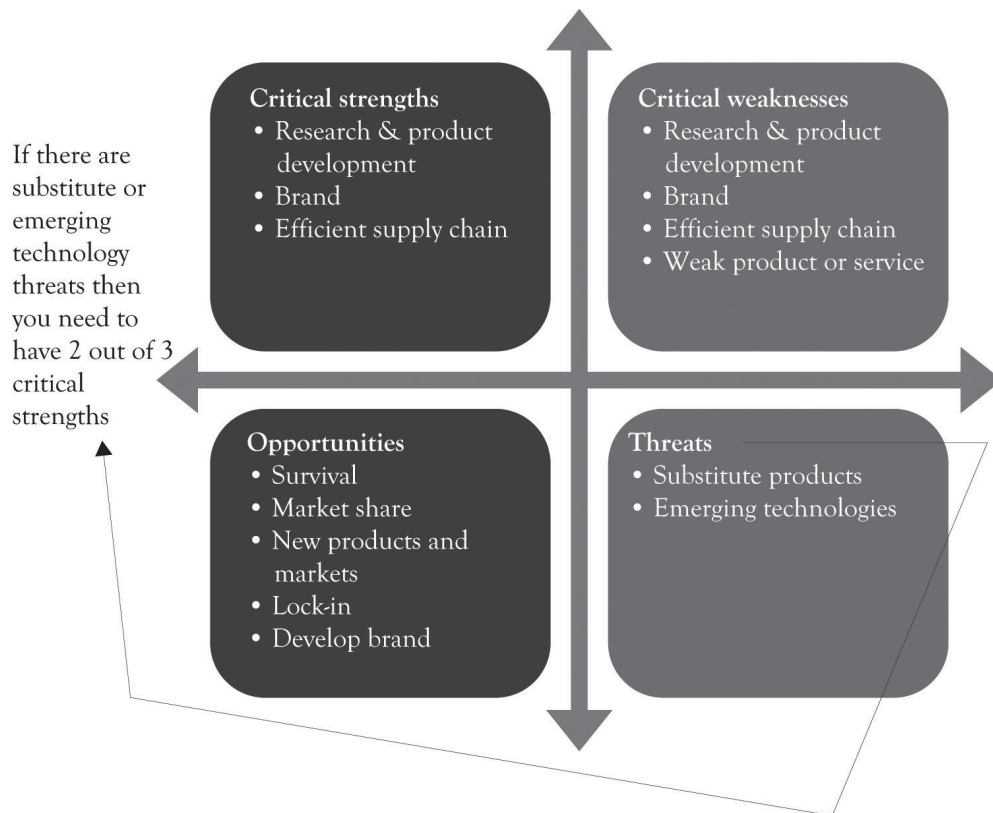 If there are
substitute or
emerging
technology
threats then
you need to
have 2 out of 3
critical
strengths
Critical strengths
• Research & product
development
• Brand
• Efficient supply chain
Critical weaknesses
• Research & product
development
• Brand
• Efficient supply chain
• Weak product or service
Opportunities
• Survival
• Market share
• New products and
markets
• Lock-in
• Develop brand
Threats
• Substitute products
• Emerging technologies